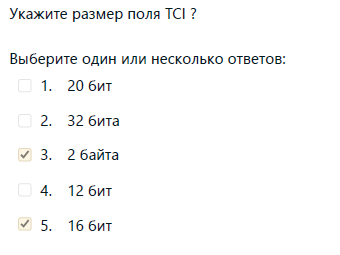 Укажите размер поля TCI ?
Выберите один или несколько ответов:
1. 20 бит
2. 32 бита
3. 2 байта
4. 12 бит
5. 16 бит